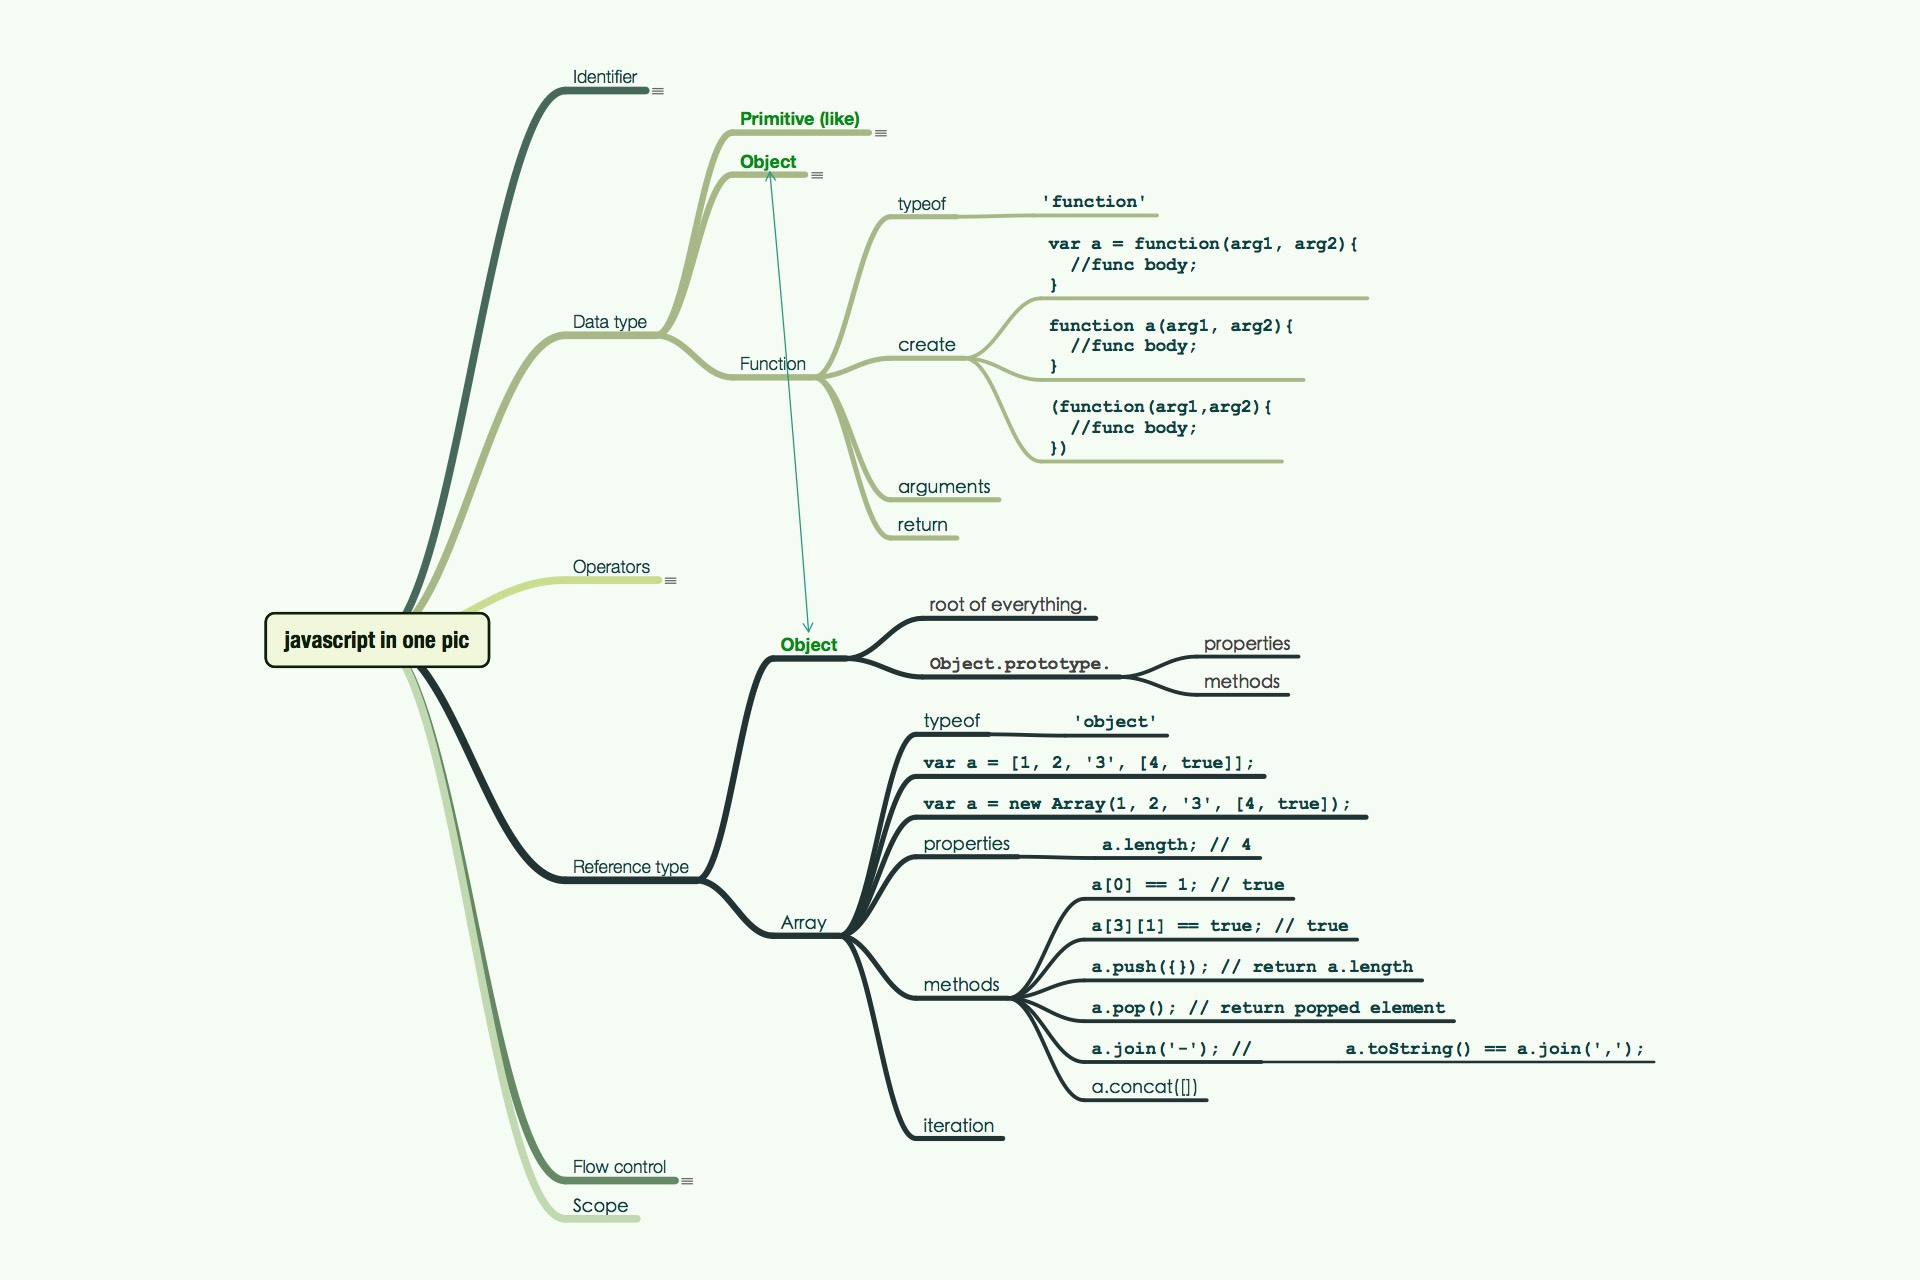 Identifier
Primitive (like)
Object
typeof
'function'
var a = function(arg1, arg2){
//func body;
}
Data type
function a(arg1, arg2){
//func body;
}
create
Function
(function(arg1,arg2){
//func body;
})
arguments
return
Operators
javascript in one pic
root of everything.
Object
Object.prototype.
properties
methods
typeof
'object'
var a = [1, 2, '3', [4, true]];
var a = new Array(1, 2, '3', [4, true]);
properties
a.length; // 4
Reference type
a[0] == 1; // true
Array
a[3][1] == true; // true
a.push({}); // return a.length
methods
a.pop(); // return popped element
a.join('-'); //
a.toString() == a.join(',');
a.concat([])
iteration
Flow control
Scope